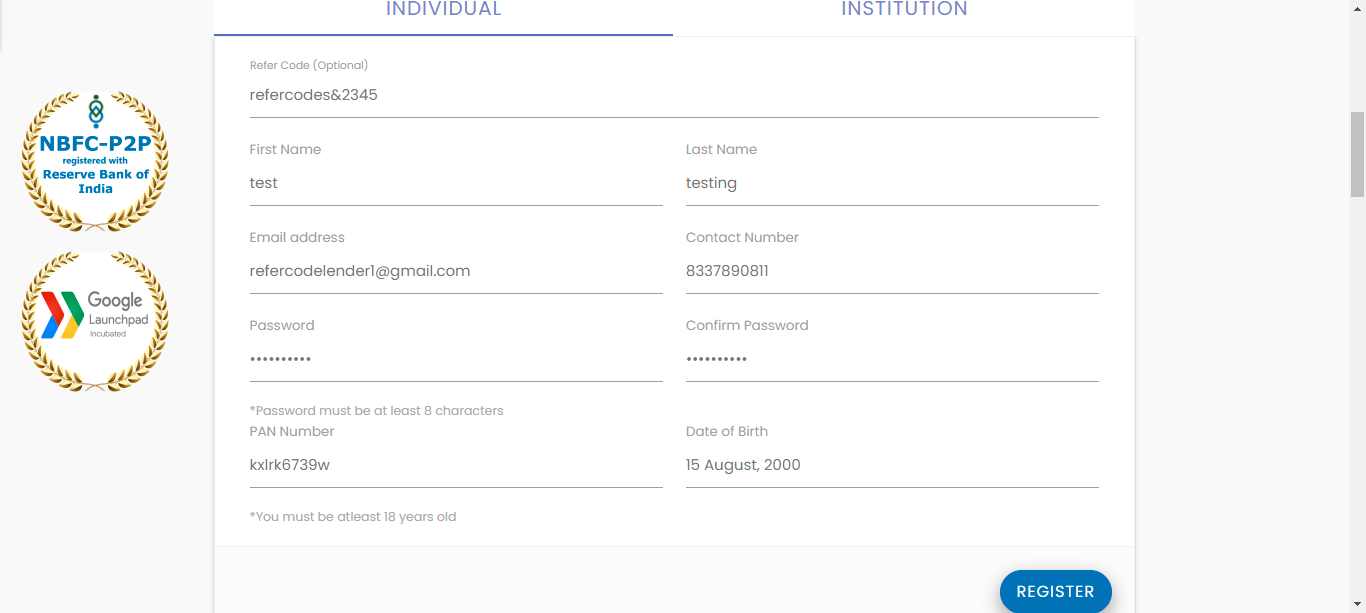 INDIVIDUAL
INSTITUTION
Refer Code (Optional)
refercodes&2345
First Name
Last Name
test
testing
Email address
Contact Number
refercodelender1@gmail.com
8337890811
Password
Confirm Password
••••••••••
••••••••••
*Password must be at least 8 characters
PAN Number
Date of Birth
kxlrk6739w
15 August, 2000
*You must be atleast 18 years old
REGISTER
NBFC-P2P
registered with
Reserve Bank of
India
Google
Launchpad
Incubated